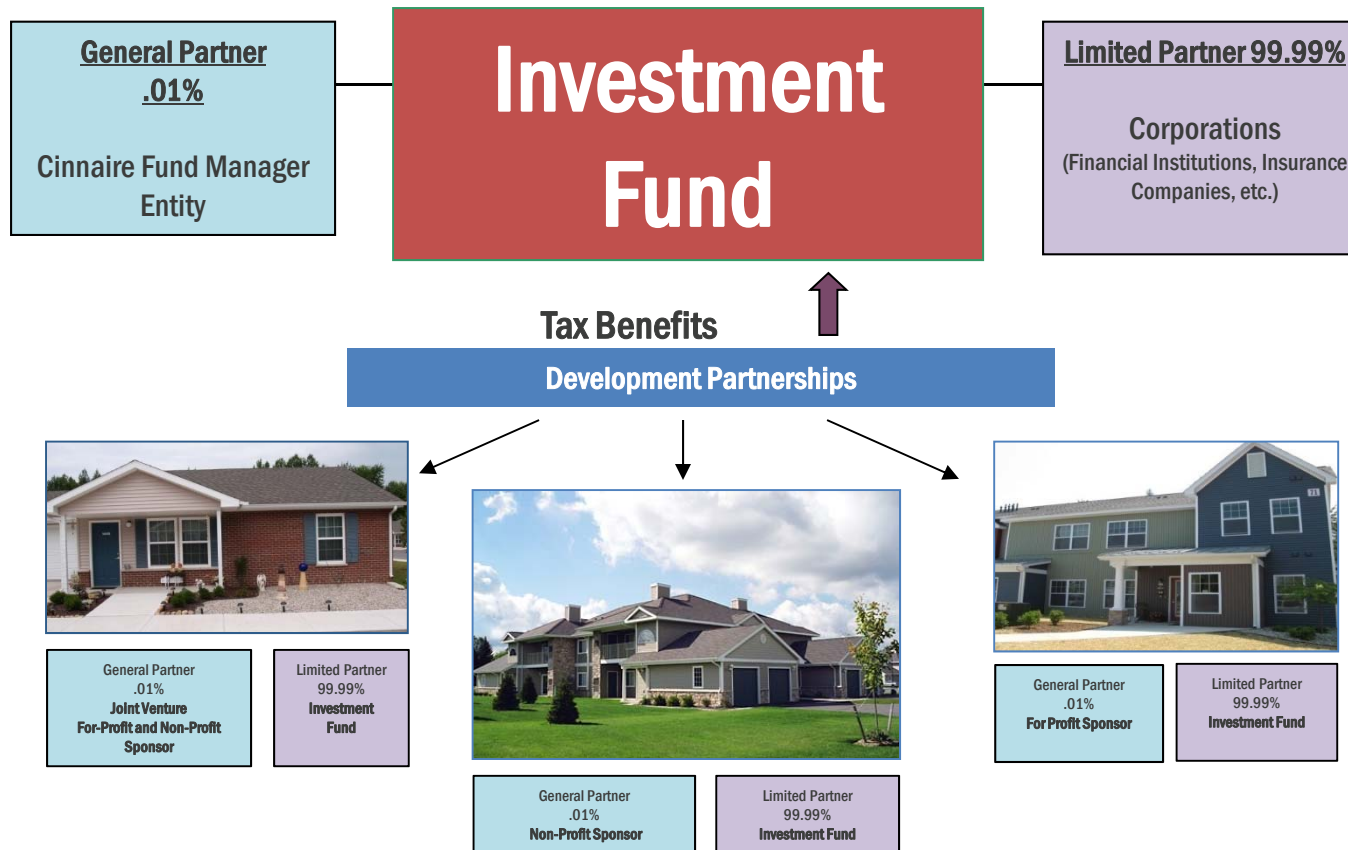 General Partner
.01%
Cinnaire Fund Manager
Entity
Investment
Fund
Limited Partner 99.99%
Corporations
(Financial Institutions, Insurance
Companies, etc.)
Tax Benefits
Development Partnerships
General Partner
.01%
Joint Venture
For-Profit and Non-Profit
Sponsor
Limited Partner
99.99%
Investment
Fund
General Partner
.01%
Non-Profit Sponsor
Limited Partner
99.99%
Investment Fund
21
General Partner
.01%
For Profit Sponsor
Limited Partner
99.99%
Investment Fund